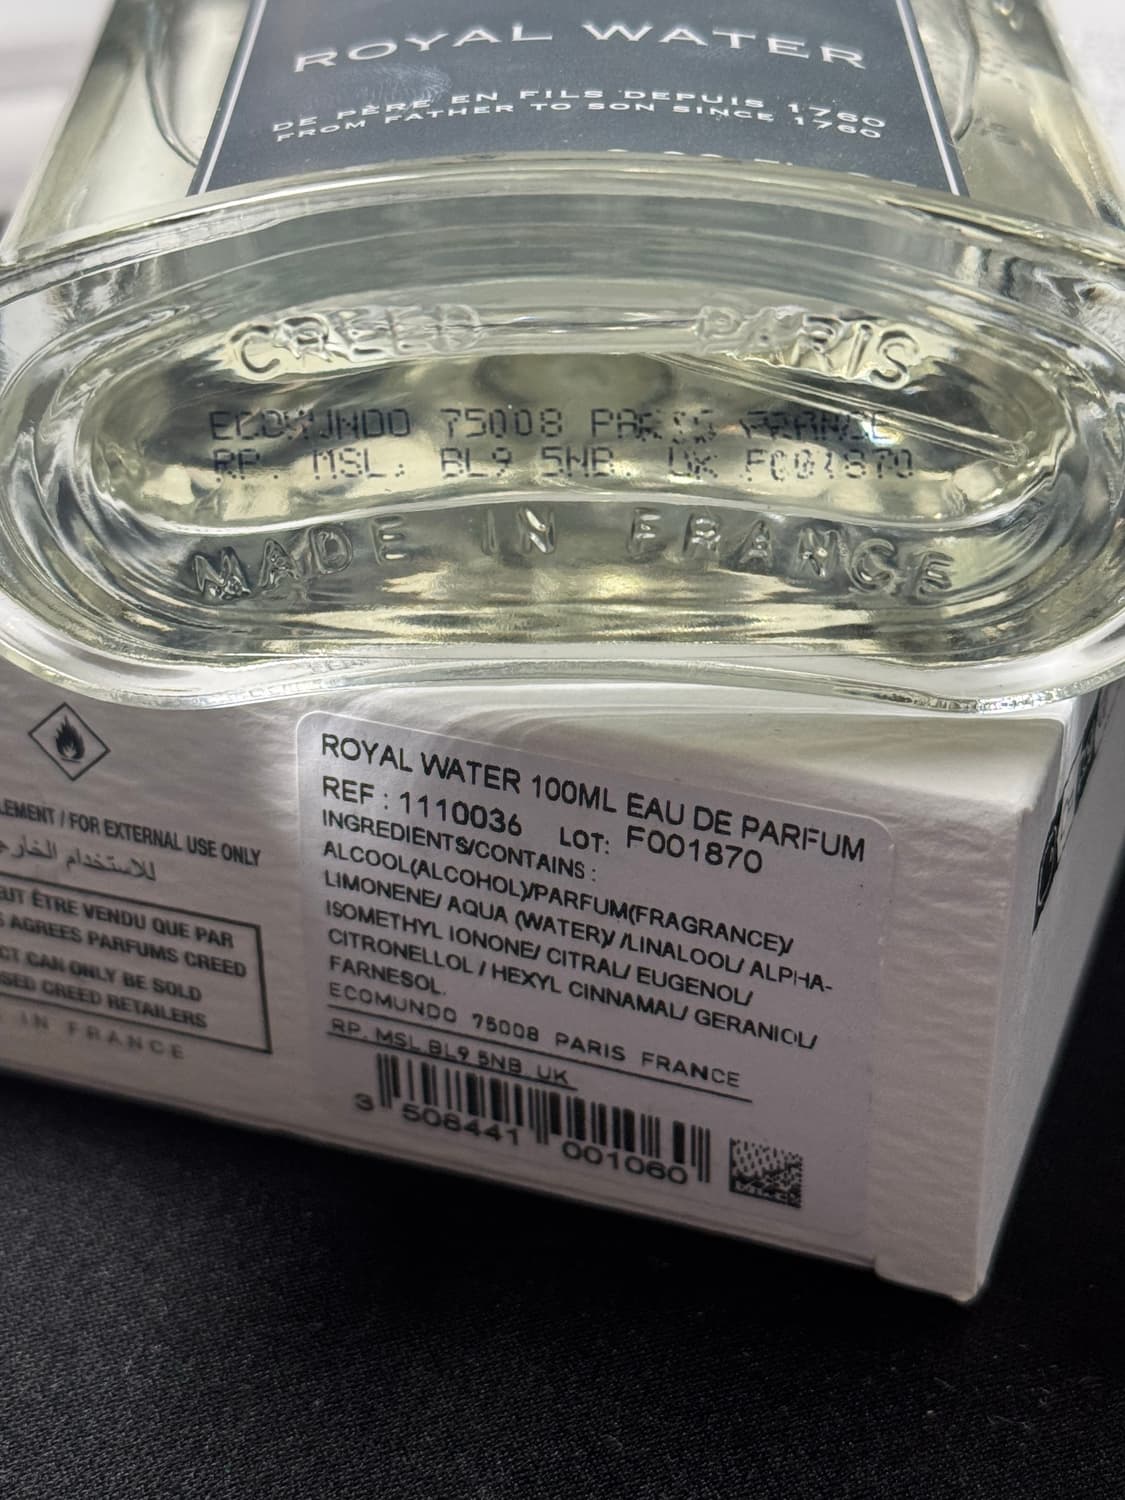 ROYAL WATER
DE PÈRE EN FILS DEPUIS 1760
FROM FATHER TO SON SINCE 1760
CREED PARIS
ECOMUNDO 75008 PARIS FRANCE
RP. MSL. BL9 5NB UK F001870
MADE IN FRANCE
FOR EXTERNAL USE ONLY
للاستخدام
ÊTRE VENDU QUE PAR
AGREES PARFUMS CREED
CAN ONLY BE SOLD
CREED RETAILERS
IN FRANCE
ROYAL WATER 100ML EAU DE PARFUM
REF : 1110036 LOT: F001870
INGREDIENTS/CONTAINS :
ALCOOL(ALCOHOL)/PARFUM(FRAGRANCE)/
LIMONENE/ AQUA (WATER)/ /LINALOOL/ ALPHA-
ISOMETHYL IONONE/ CITRAL/ EUGENOL/
CITRONELLOL / HEXYL CINNAMAL/ GERANIOL/
FARNESOL.
ECOMUNDO 75008 PARIS FRANCE
RP. MSL BL9 5NB UK
3 508441 001060